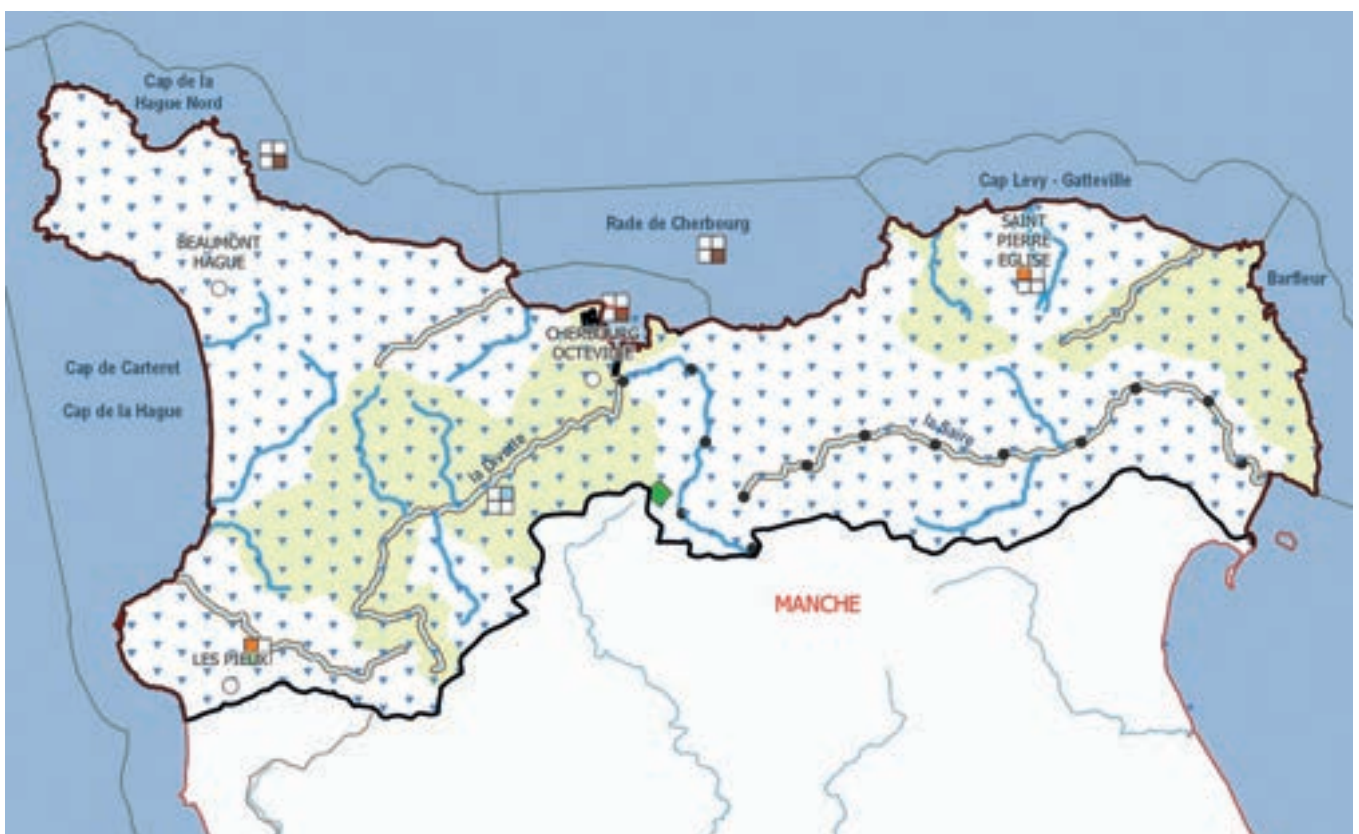 Cap de la
Hague Nord
Cap Levy - Gatteville
Rade de Cherbourg
SAINT
PIERRE
EGLISE
BEAUMONT
HAGUE
Barfleur
CHERBOURG
OCTEVILLE
Cap de Carteret
Cap de la Hague
la Divette
la Saire
MANCHE
LES PIEUX